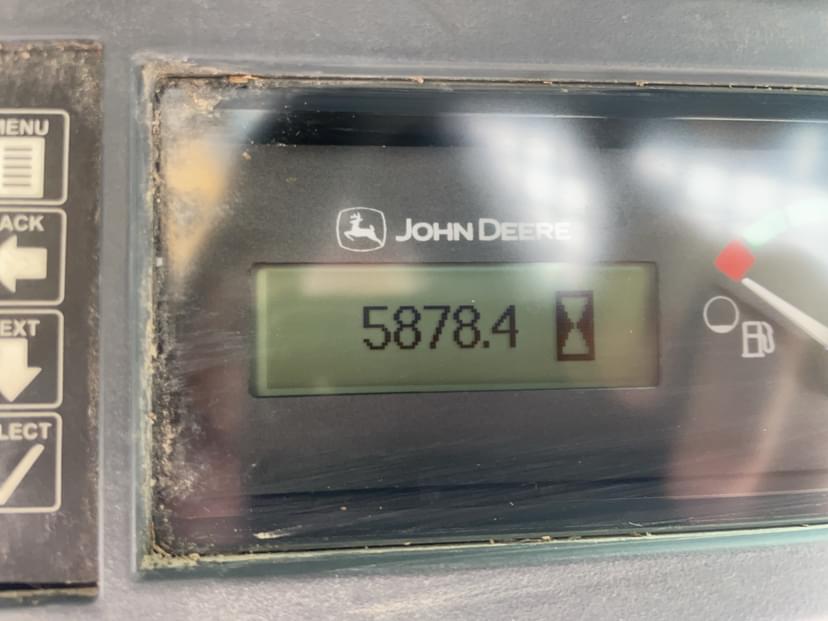 MENU
ACK
EXT
LECT
JOHN DEERE
5878.4